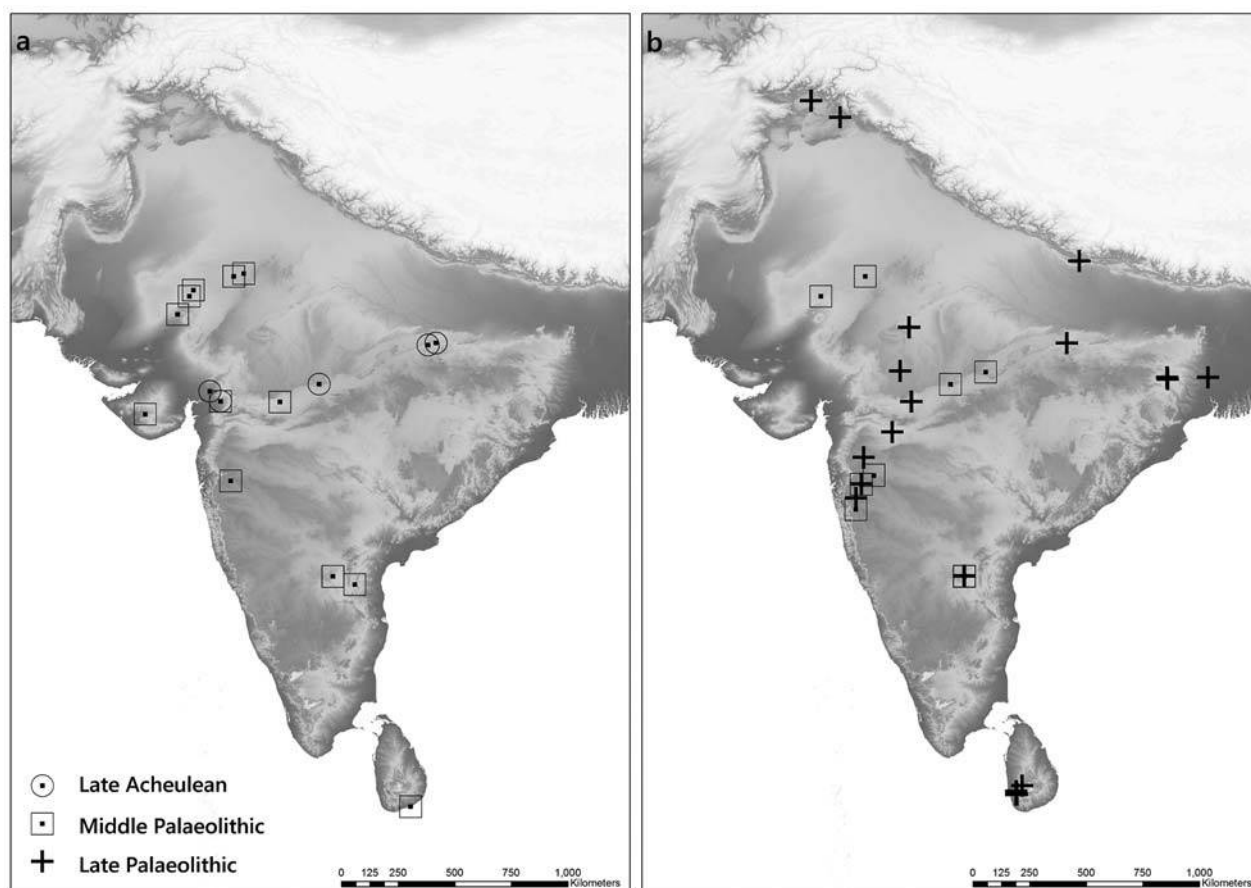 a
b
Late Acheulean
Middle Palaeolithic
Late Palaeolithic
0 125 250 500 750 1,000
Kilometers
0 125 250 500 750 1,000
Kilometers